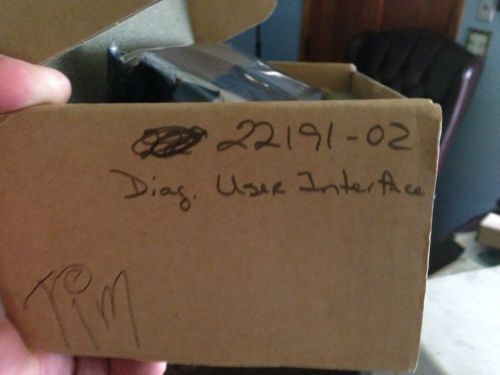 22191-02
Diag. User Interface
Tim